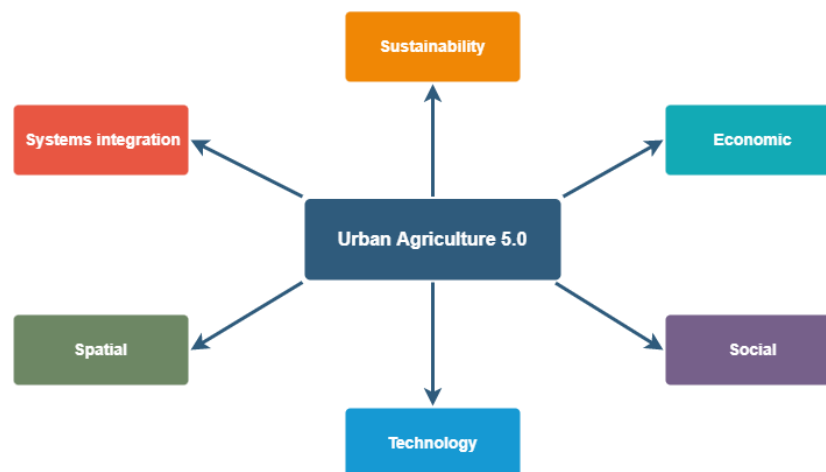 Sustainability
Systems integration
Economic
Urban Agriculture 5.0
Spatial
Social
Technology